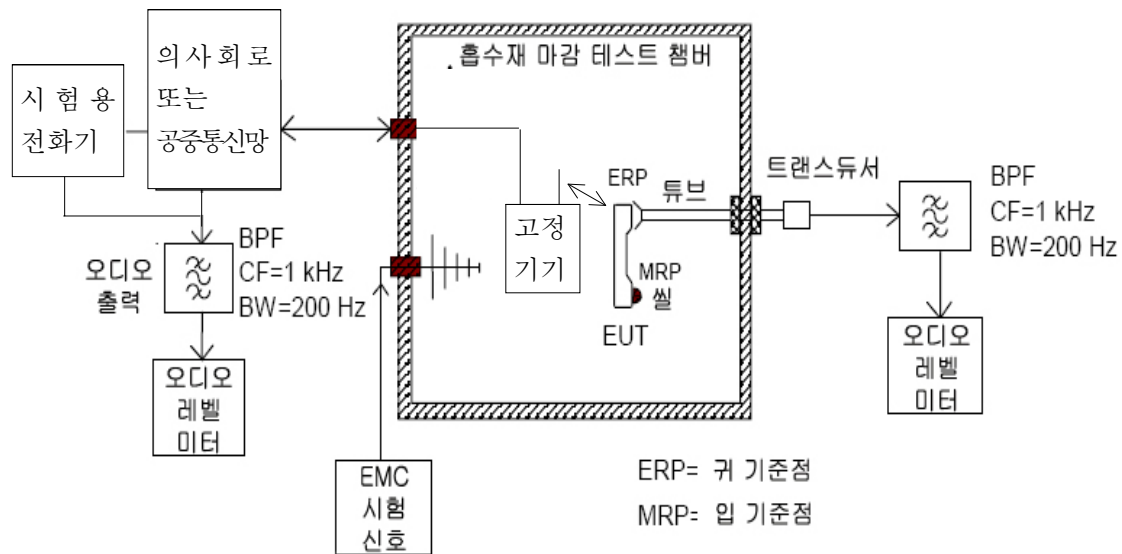 의사회로
또는
공중통신망
시 험 용
전화기
. 흡수재 마감 테스트 챔버
트랜스듀서
ERP
튜브
BPF
CF=1 kHz
BW=200 Hz
고정
기기
MRP
씰
EUT
오디오
출력
BPF
CF=1 kHz
BW=200 Hz
오디오
레벨
미터
오디오
레벨
미터
EMC
시험
신호
ERP= 귀 기준점
MRP= 입 기준점